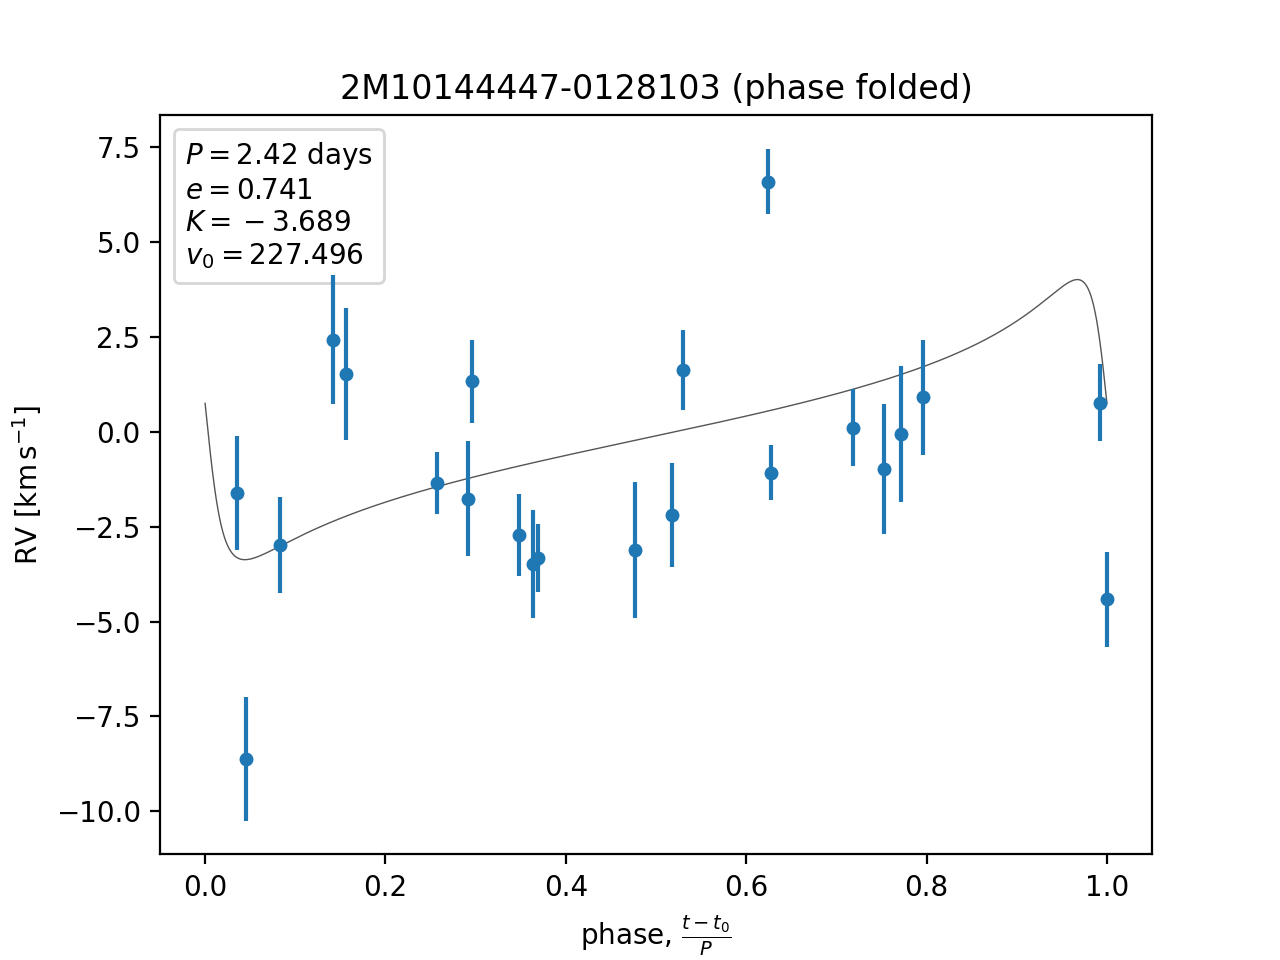 2M10144447-0128103 (phase folded)
P = 2.42 days
e = 0.741
K = −3.689
v₀ = 227.496
RV [km s⁻¹]
7.5
5.0
2.5
0.0
−2.5
−5.0
−7.5
−10.0
0.0 0.2 0.4 0.6 0.8 1.0
phase, (t − t₀)/P